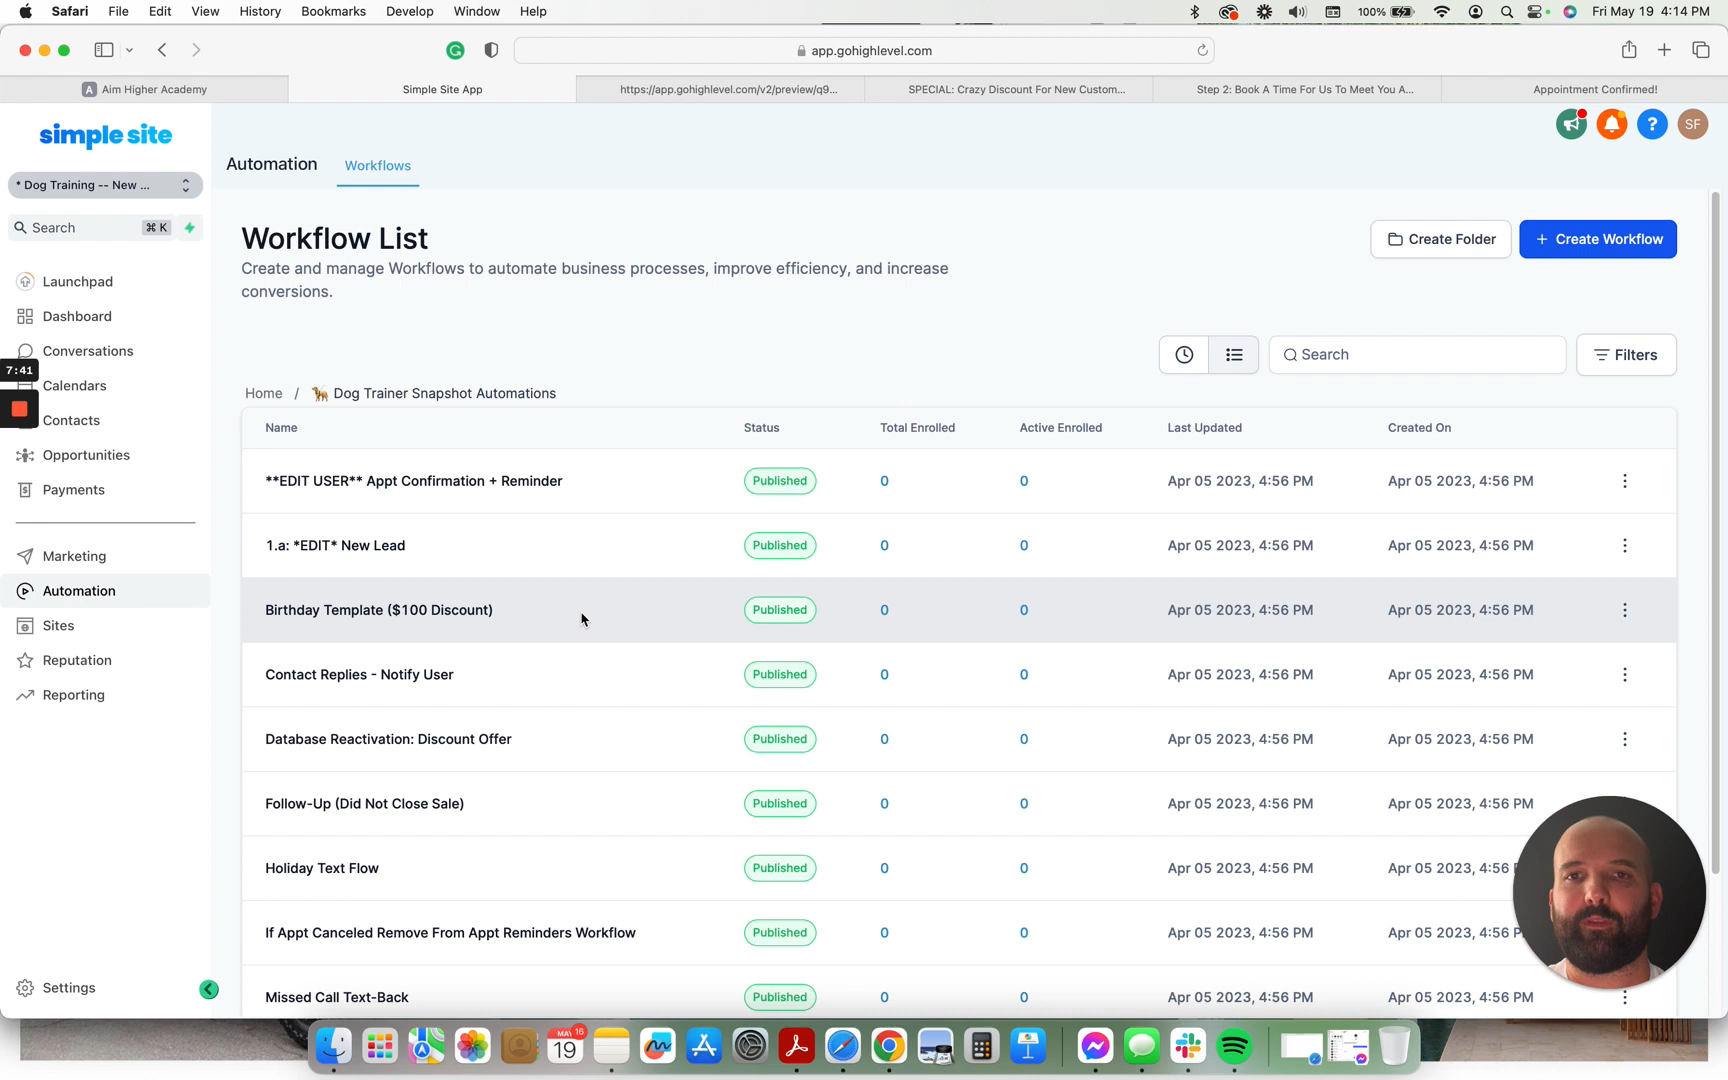 Safari File Edit View History Bookmarks Develop Window Help 100% Fri May 19 4:14 PM
app.gohighlevel.com
A Aim Higher Academy Simple Site App https://app.gohighlevel.com/v2/preview/q9... SPECIAL: Crazy Discount For New Custom... Step 2: Book A Time For Us To Meet You A... Appointment Confirmed!
simple site
SF
Automation Workflows
* Dog Training -- New ...
Search ⌘ K
Workflow List
Create Folder + Create Workflow
Create and manage Workflows to automate business processes, improve efficiency, and increase
conversions.
Launchpad
Dashboard
Conversations
7:41
Calendars
Contacts
Opportunities
Payments
Marketing
Automation
Sites
Reputation
Reporting
Settings
Search Filters
Home / Dog Trainer Snapshot Automations
Name Status Total Enrolled Active Enrolled Last Updated Created On
**EDIT USER** Appt Confirmation + Reminder Published 0 0 Apr 05 2023, 4:56 PM Apr 05 2023, 4:56 PM
1.a: *EDIT* New Lead Published 0 0 Apr 05 2023, 4:56 PM Apr 05 2023, 4:56 PM
Birthday Template ($100 Discount) Published 0 0 Apr 05 2023, 4:56 PM Apr 05 2023, 4:56 PM
Contact Replies - Notify User Published 0 0 Apr 05 2023, 4:56 PM Apr 05 2023, 4:56 PM
Database Reactivation: Discount Offer Published 0 0 Apr 05 2023, 4:56 PM Apr 05 2023, 4:56 PM
Follow-Up (Did Not Close Sale) Published 0 0 Apr 05 2023, 4:56 PM Apr 05 2023, 4:56 PM
Holiday Text Flow Published 0 0 Apr 05 2023, 4:56 PM Apr 05 2023, 4:56
If Appt Canceled Remove From Appt Reminders Workflow Published 0 0 Apr 05 2023, 4:56 PM Apr 05 2023, 4:56
Missed Call Text-Back Published 0 0 Apr 05 2023, 4:56 PM Apr 05 2023, 4:56 PM
MAY 16
19